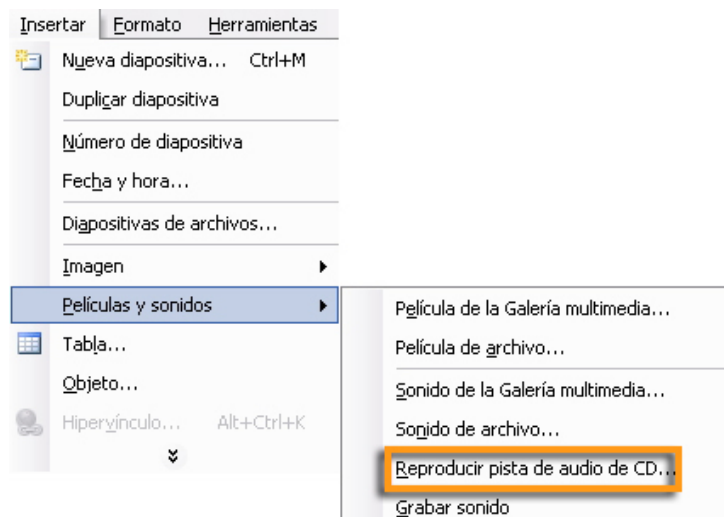 Insertar Formato Herramientas
Nueva diapositiva... Ctrl+M
Duplicar diapositiva
Número de diapositiva
Fecha y hora...
Diapositivas de archivos...
Imagen
Películas y sonidos
Tabla...
Objeto...
Hipervínculo... Alt+Ctrl+K
Película de la Galería multimedia...
Película de archivo...
Sonido de la Galería multimedia...
Sonido de archivo...
Reproducir pista de audio de CD...
Grabar sonido